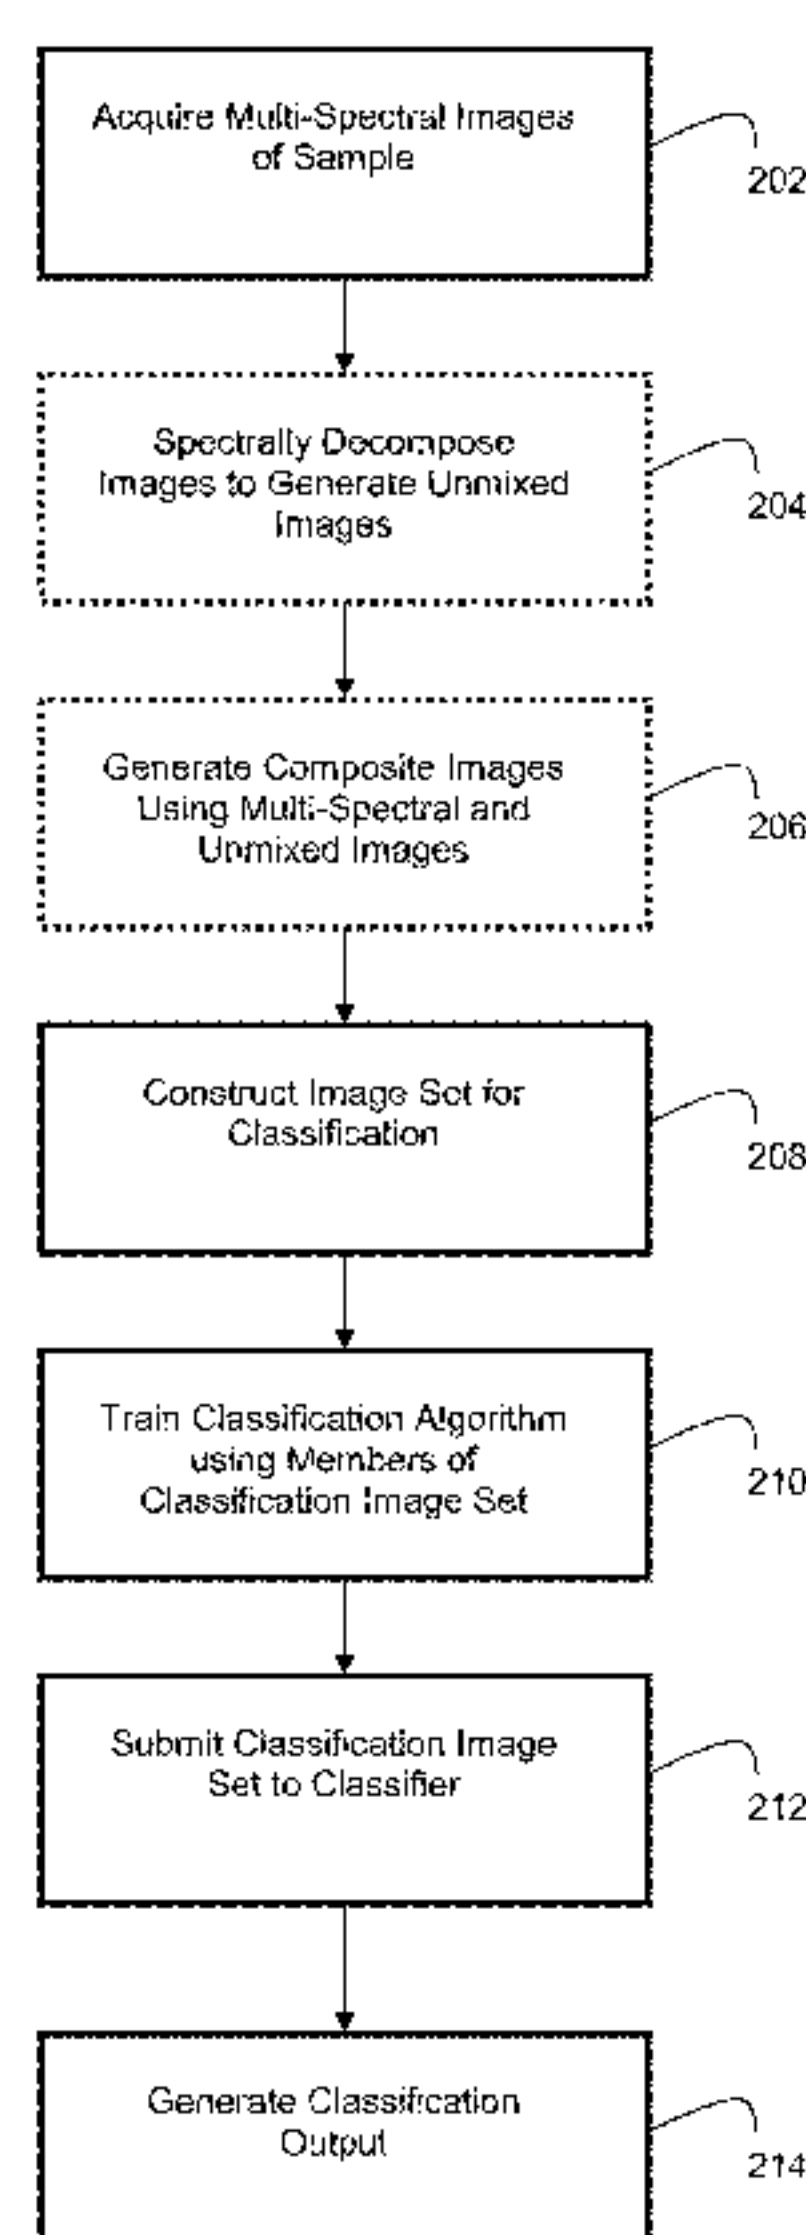 Acquire Multi-Spectral Images
of Sample
202
Spectrally Decompose
Images to Generate Unmixed
Images
204
Generate Composite Images
Using Multi-Spectral and
Unmixed Images
206
Construct Image Set for
Classification
208
Train Classification Algorithm
using Members of
Classification Image Set
210
Submit Classification Image
Set to Classifier
212
Generate Classification
Output
214